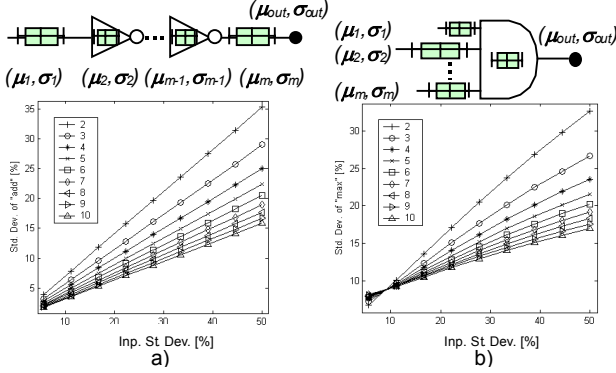 (μout,σout)
(μ1,σ1) (μ2,σ2) (μm-1,σm-1) (μm,σm)
Std. Dev. of "add" [%]
35
30
25
20
15
10
5
2
3
4
5
6
7
8
9
10
10 20 30 40 50
Inp. St. Dev. [%]
a)
(μ1,σ1)
(μ2,σ2)
(μm,σm)
(μout,σout)
Std. Dev. of "max" [%]
30
25
20
15
10
2
3
4
5
6
7
8
9
10
10 20 30 40 50
Inp. St. Dev. [%]
b)